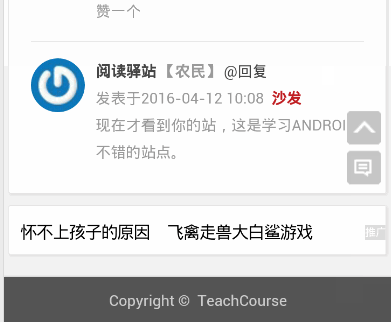 赞一个
阅读驿站【农民】@回复
发表于2016-04-12 10:08 沙发
现在才看到你的站，这是学习ANDROI
不错的站点。
怀不上孩子的原因 飞禽走兽大白鲨游戏
推广
Copyright © TeachCourse